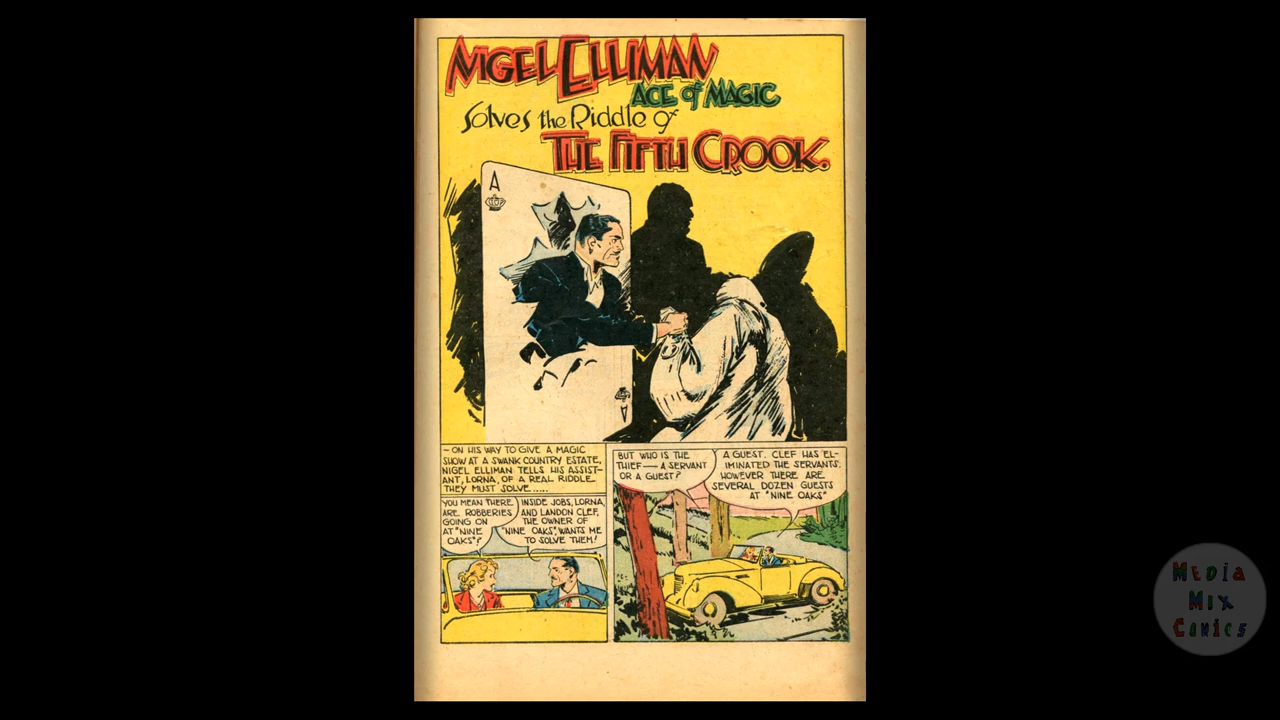 NIGEL ELLIMAN
ACE of MAGIC
Solves the Riddle of
THE FIFTH CROOK.
A
A
- ON HIS WAY TO GIVE A MAGIC
SHOW AT A SWANK COUNTRY ESTATE,
NIGEL ELLIMAN TELLS HIS ASSIST-
ANT, LORNA, OF A REAL RIDDLE
THEY MUST SOLVE.....
YOU MEAN THERE
ARE ROBBERIES
GOING ON
AT "NINE
OAKS"?
INSIDE JOBS, LORNA,
AND LANDON CLEF,
THE OWNER OF
"NINE OAKS", WANTS ME
TO SOLVE THEM!
BUT WHO IS THE
THIEF — A SERVANT
OR A GUEST?
A GUEST. CLEF HAS EL-
IMINATED THE SERVANTS.
HOWEVER THERE ARE
SEVERAL DOZEN GUESTS
AT "NINE OAKS"
MEDIA
MIX
COMICS